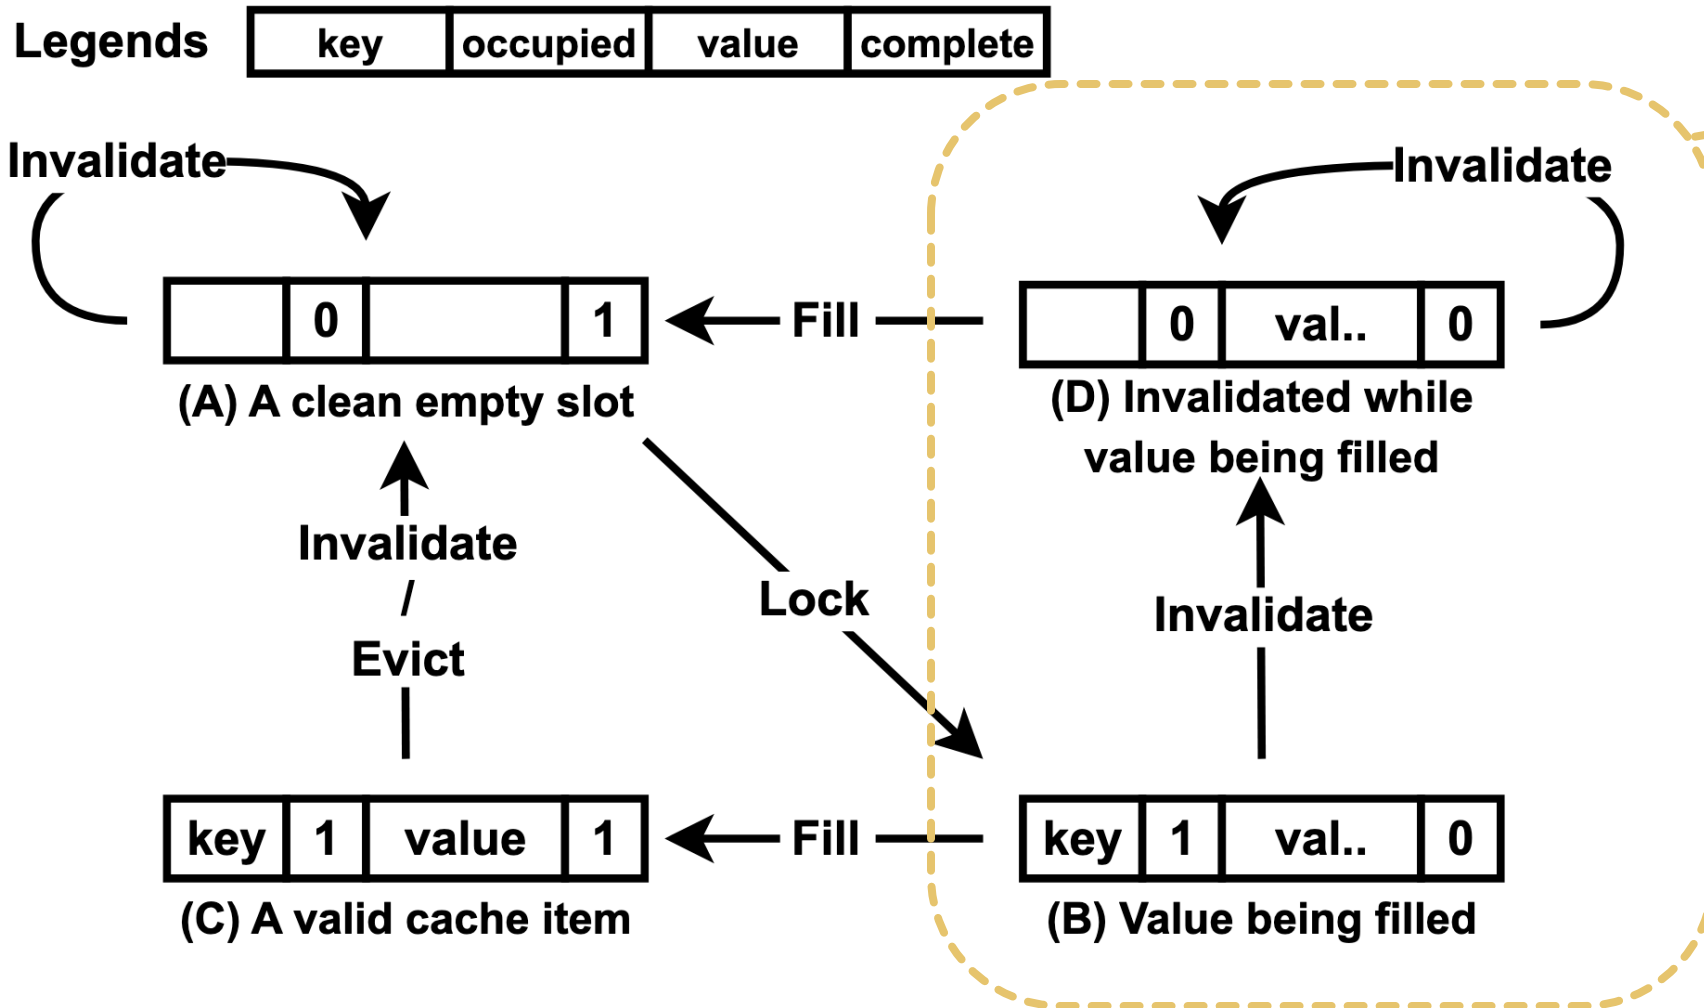 Legends
key occupied value complete
Invalidate
Invalidate
0 1
Fill
0 val.. 0
(A) A clean empty slot
(D) Invalidated while
value being filled
Invalidate
/
Evict
Lock
Invalidate
key 1 value 1
Fill
key 1 val.. 0
(C) A valid cache item
(B) Value being filled